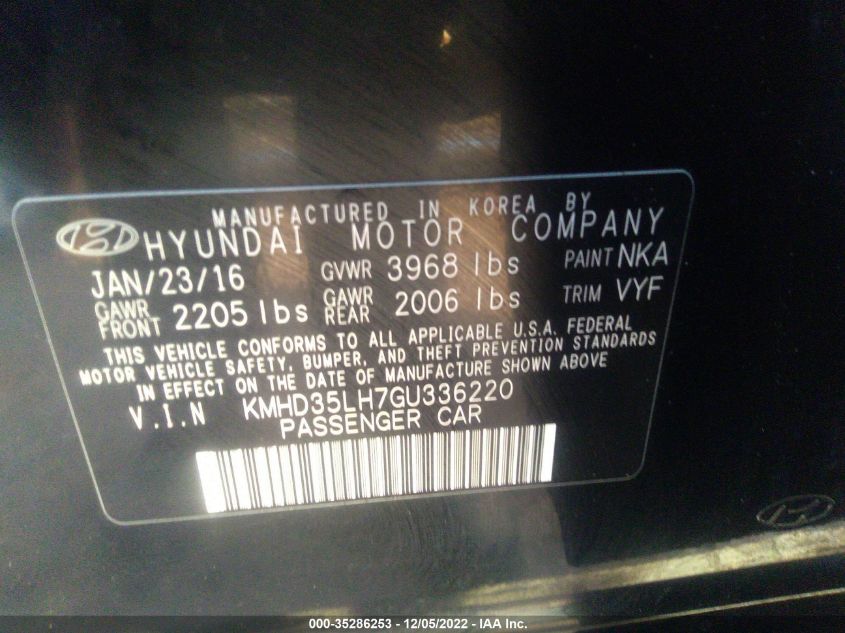 MANUFACTURED IN KOREA BY
HYUNDAI MOTOR COMPANY
JAN/23/16 GVWR 3968 lbs PAINT NKA
GAWR FRONT 2205 lbs GAWR REAR 2006 lbs TRIM VYF
THIS VEHICLE CONFORMS TO ALL APPLICABLE U.S.A. FEDERAL
MOTOR VEHICLE SAFETY, BUMPER, AND THEFT PREVENTION STANDARDS
IN EFFECT ON THE DATE OF MANUFACTURE SHOWN ABOVE
V.I.N KMHD35LH7GU336220
PASSENGER CAR
000-35286253 - 12/05/2022 - IAA Inc.